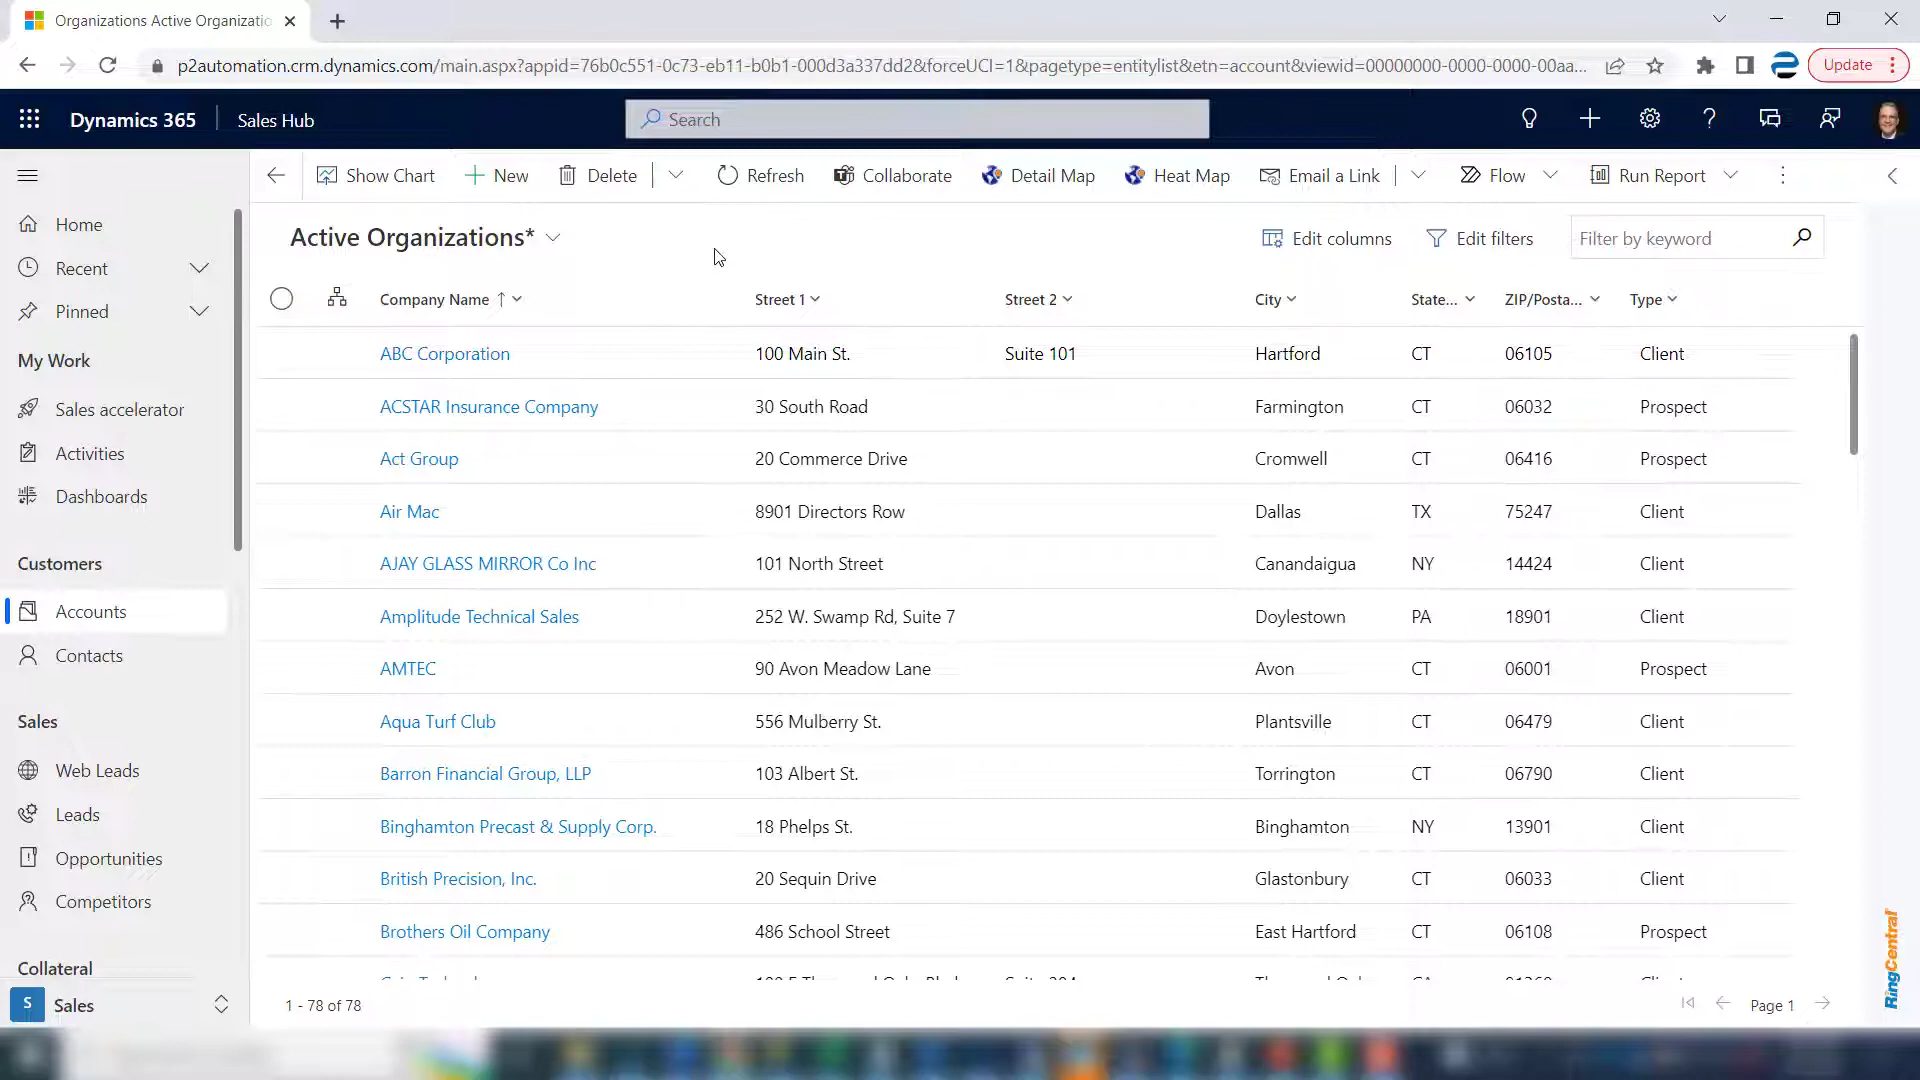 Organizations Active Organizatio
p2automation.crm.dynamics.com/main.aspx?appid=76b0c551-0c73-eb11-b0b1-000d3a337dd2&forceUCI=1&pagetype=entitylist&etn=account&viewid=00000000-0000-0000-00aa...
Update
Dynamics 365
Sales Hub
Search
Show Chart
New
Delete
Refresh
Collaborate
Detail Map
Heat Map
Email a Link
Flow
Run Report
Home
Recent
Pinned
My Work
Sales accelerator
Activities
Dashboards
Customers
Accounts
Contacts
Sales
Web Leads
Leads
Opportunities
Competitors
Collateral
S Sales
Active Organizations*
Edit columns
Edit filters
Filter by keyword
Company Name ↑ Street 1 Street 2 City State... ZIP/Posta... Type
ABC Corporation 100 Main St. Suite 101 Hartford CT 06105 Client
ACSTAR Insurance Company 30 South Road Farmington CT 06032 Prospect
Act Group 20 Commerce Drive Cromwell CT 06416 Prospect
Air Mac 8901 Directors Row Dallas TX 75247 Client
AJAY GLASS MIRROR Co Inc 101 North Street Canandaigua NY 14424 Client
Amplitude Technical Sales 252 W. Swamp Rd, Suite 7 Doylestown PA 18901 Client
AMTEC 90 Avon Meadow Lane Avon CT 06001 Prospect
Aqua Turf Club 556 Mulberry St. Plantsville CT 06479 Client
Barron Financial Group, LLP 103 Albert St. Torrington CT 06790 Client
Binghamton Precast & Supply Corp. 18 Phelps St. Binghamton NY 13901 Client
British Precision, Inc. 20 Sequin Drive Glastonbury CT 06033 Client
Brothers Oil Company 486 School Street East Hartford CT 06108 Prospect
1 - 78 of 78
Page 1
RingCentral